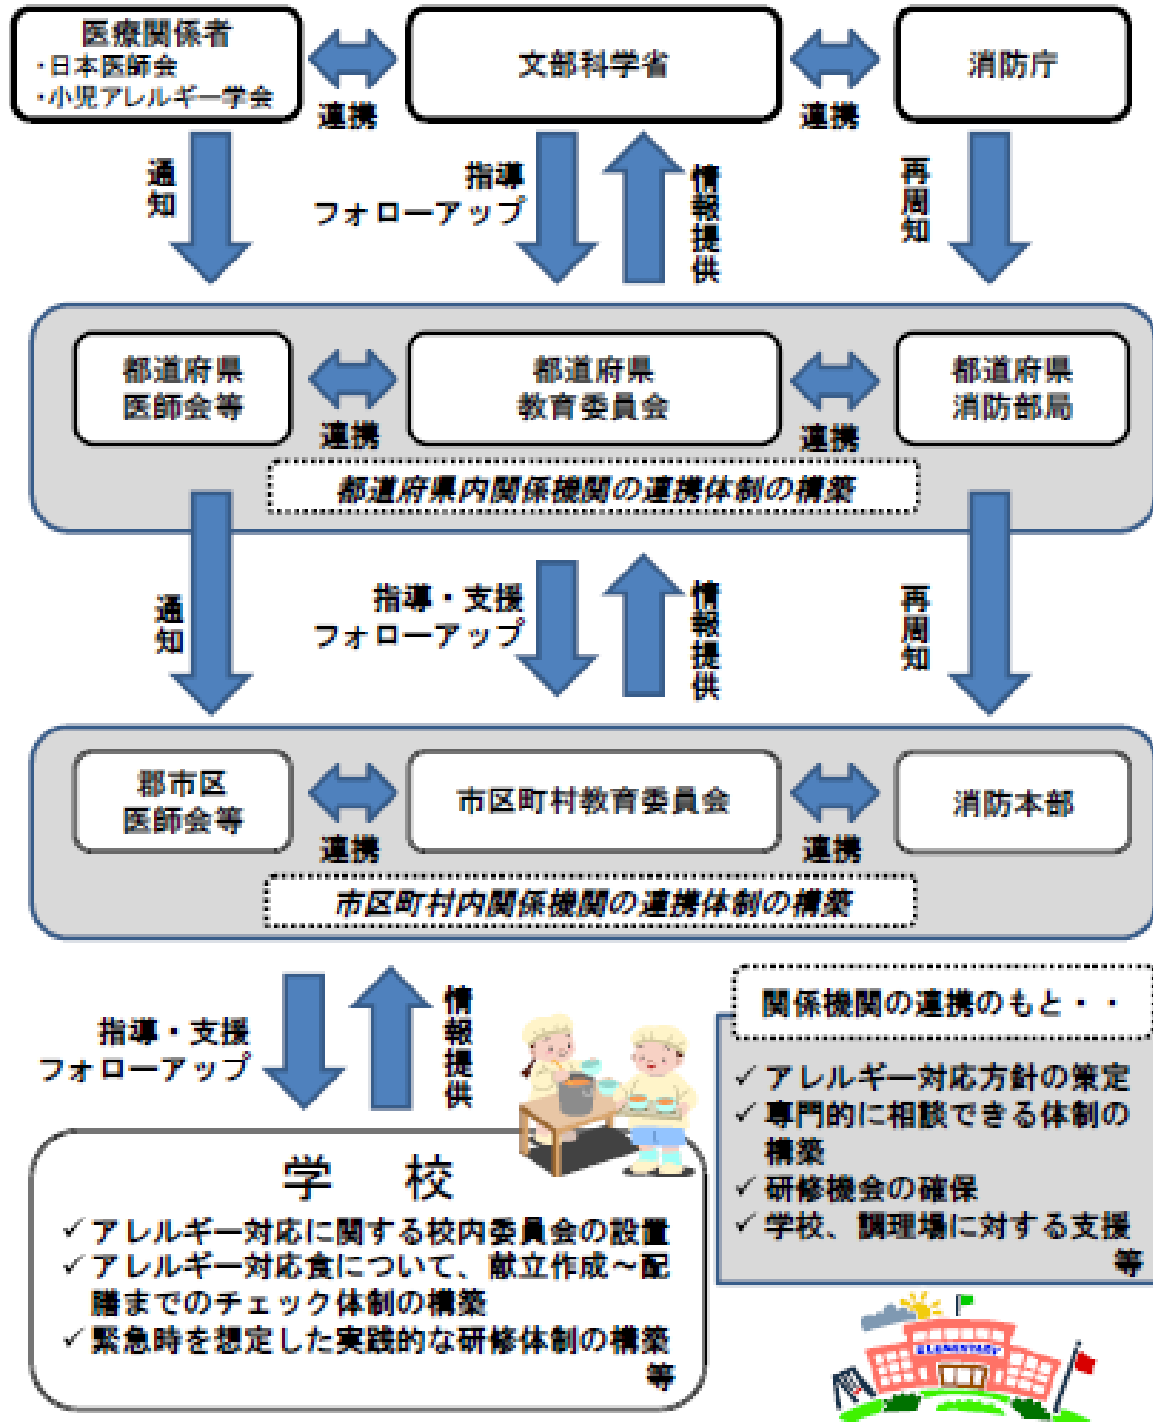 医療関係者
・日本医師会
・小児アレルギー学会
連携
文部科学省
連携
消防庁
通知
指導
フォローアップ
情報提供
再周知
都道府県
医師会等
連携
都道府県
教育委員会
連携
都道府県
消防部局
都道府県内関係機関の連携体制の構築
通知
指導・支援
フォローアップ
情報提供
再周知
郡市区
医師会等
連携
市区町村教育委員会
連携
消防本部
市区町村内関係機関の連携体制の構築
指導・支援
フォローアップ
情報提供
関係機関の連携のもと・・
✓アレルギー対応方針の策定
✓専門的に相談できる体制の
構築
✓研修機会の確保
✓学校、調理場に対する支援
等
学　校
✓アレルギー対応に関する校内委員会の設置
✓アレルギー対応食について、献立作成～配
膳までのチェック体制の構築
✓緊急時を想定した実践的な研修体制の構築
等
ELEMENTARY